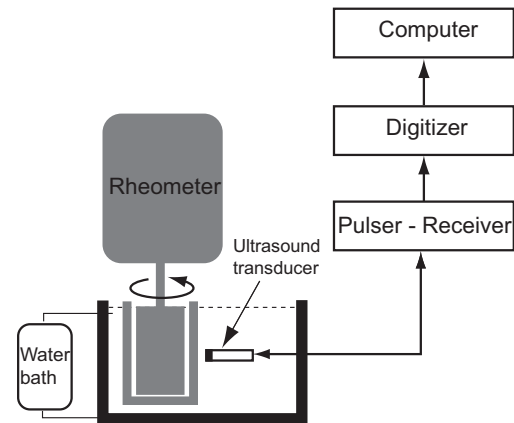 Computer
Digitizer
Rheometer
Pulser - Receiver
Ultrasound
transducer
Water
bath